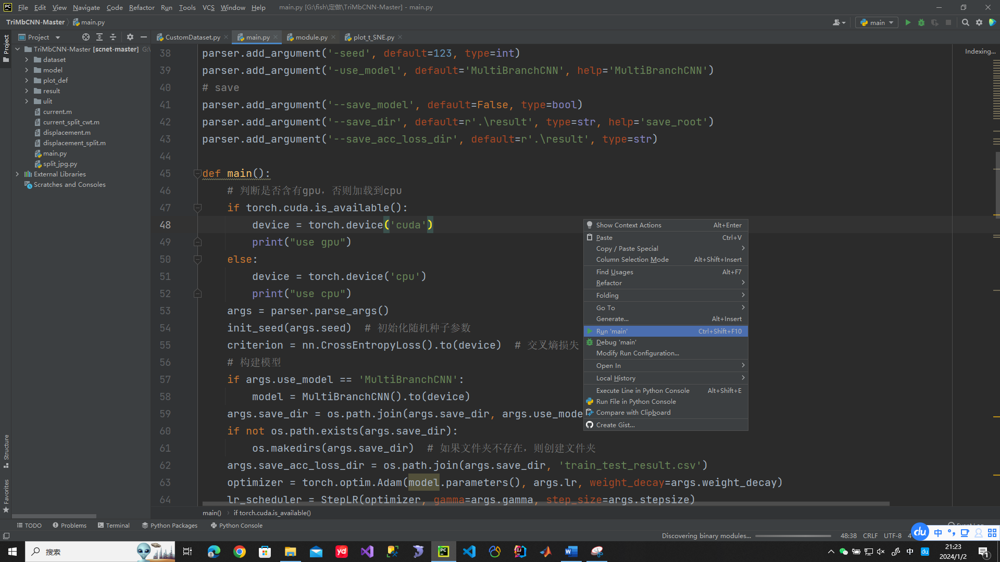 File Edit View Navigate Code Refactor Run Tools VCS Window Help main.py [G:\fish\定做\TriMbCNN-Master] - main.py
TriMbCNN-Master main.py
main
Project
CustomDataset.py main.py module.py plot_t_SNE.py
Project
Structure
Favorites
TriMbCNN-Master [scnet-master] G:\
dataset
model
plot_def
result
ulit
current.m
current_split_cwt.m
displacement.m
displacement_split.m
main.py
split_jpg.py
External Libraries
Scratches and Consoles
Indexing...
38 parser.add_argument('-seed', default=123, type=int)
39 parser.add_argument('-use_model', default='MultiBranchCNN', help='MultiBranchCNN')
40 # save
41 parser.add_argument('--save_model', default=False, type=bool)
42 parser.add_argument('--save_dir', default=r'.\result', type=str, help='save_root')
43 parser.add_argument('--save_acc_loss_dir', default=r'.\result', type=str)
44
45 def main():
46 # 判断是否含有gpu，否则加载到cpu
47 if torch.cuda.is_available():
48 device = torch.device('cuda')
49 print("use gpu")
50 else:
51 device = torch.device('cpu')
52 print("use cpu")
53 args = parser.parse_args()
54 init_seed(args.seed) # 初始化随机种子参数
55 criterion = nn.CrossEntropyLoss().to(device) # 交叉熵损失
56 # 构建模型
57 if args.use_model == 'MultiBranchCNN':
58 model = MultiBranchCNN().to(device)
59 args.save_dir = os.path.join(args.save_dir, args.use_mode
60 if not os.path.exists(args.save_dir):
61 os.makedirs(args.save_dir) # 如果文件夹不存在，则创建文件夹
62 args.save_acc_loss_dir = os.path.join(args.save_dir, 'train_test_result.csv')
63 optimizer = torch.optim.Adam(model.parameters(), args.lr, weight_decay=args.weight_decay)
64 lr_scheduler = StepLR(optimizer, gamma=args.gamma, step_size=args.stepsize)
Show Context Actions Alt+Enter
Paste Ctrl+V
Copy / Paste Special
Column Selection Mode Alt+Shift+Insert
Find Usages Alt+F7
Refactor
Folding
Go To
Generate... Alt+Insert
Run 'main' Ctrl+Shift+F10
Debug 'main'
Modify Run Configuration...
Open In
Local History
Execute Line in Python Console Alt+Shift+E
Run File in Python Console
Compare with Clipboard
Create Gist...
main() if torch.cuda.is_available()
TODO Problems Terminal Python Packages Python Console
Discovering binary modules... 48:38 CRLF UTF-8 4
du 中
搜索
yd
PC
中 du
21:23
2024/1/2
1